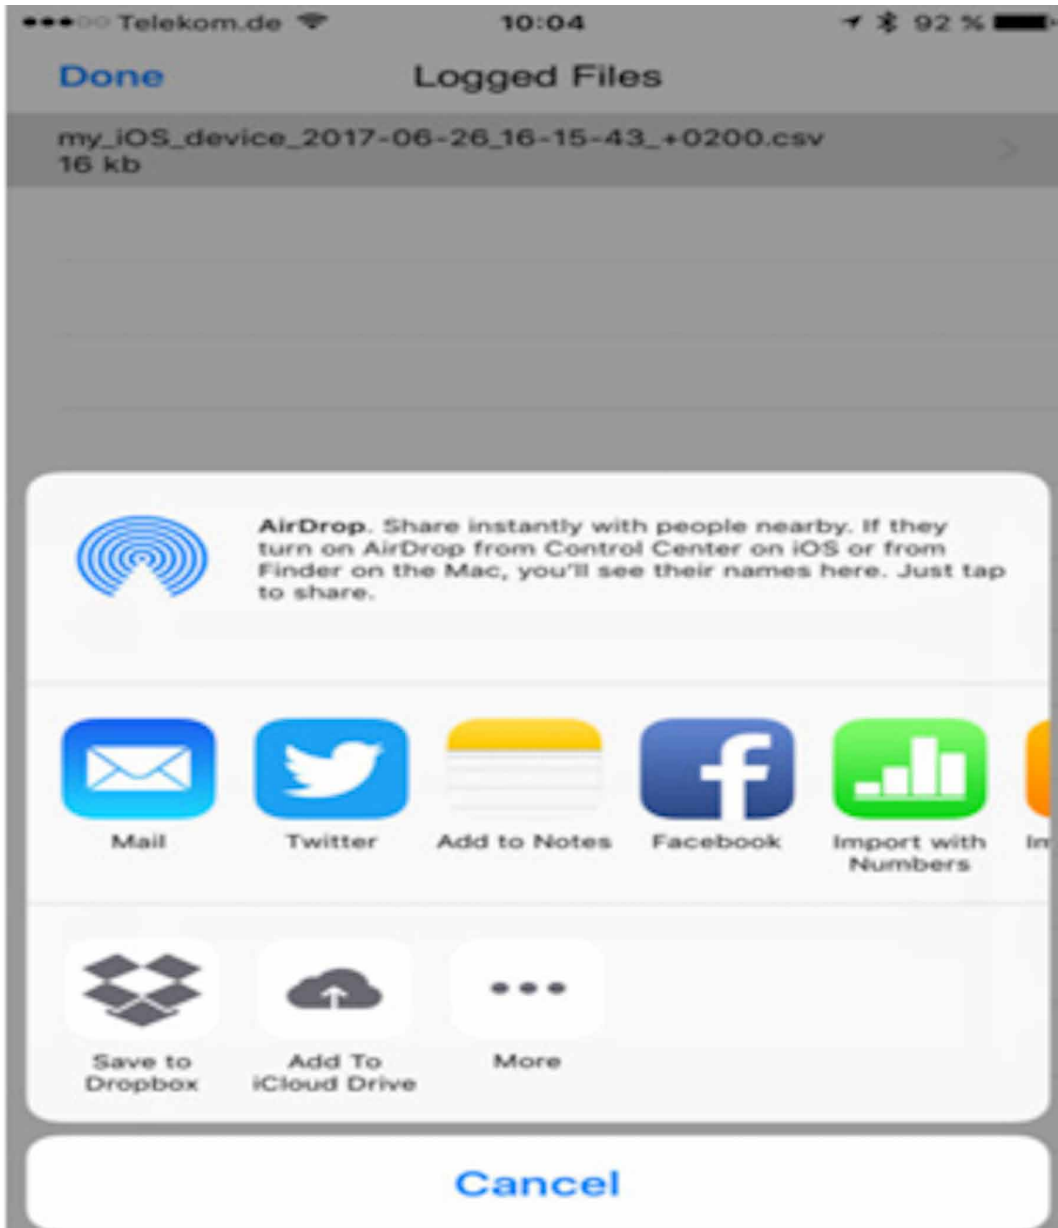 Telekom.de 10:04 92 %
Done Logged Files
my_iOS_device_2017-06-26_16-15-43_+0200.csv
16 kb
AirDrop. Share instantly with people nearby. If they
turn on AirDrop from Control Center on iOS or from
Finder on the Mac, you'll see their names here. Just tap
to share.
Mail Twitter Add to Notes Facebook Import with
Numbers
Save to Add To More
Dropbox iCloud Drive
Cancel